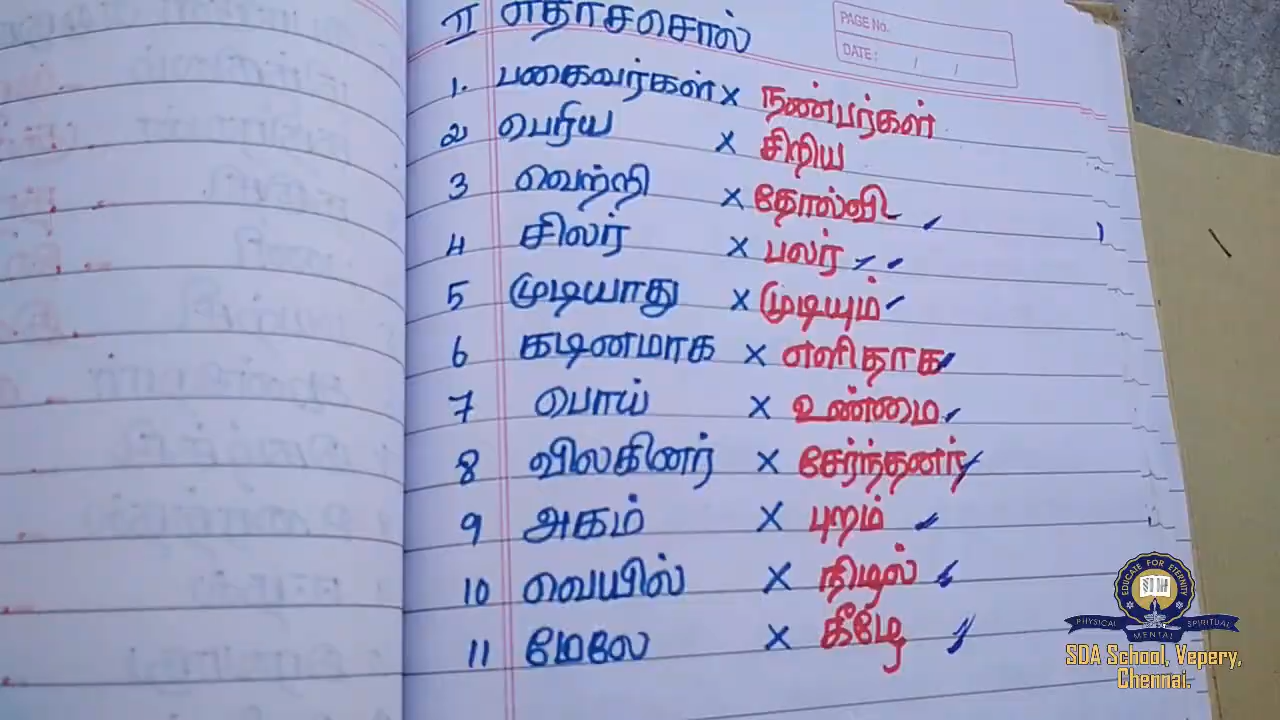 II எதிர்ச்சொல்
PAGE No.
DATE: / /
1. பகைவர்கள் x நண்பர்கள்
2 பெரிய x சிறிய
3 வெற்றி x தோல்வி
4 சிலர் x பலர்
5 முடியாது x முடியும்
6 கடினமாக x எளிதாக
7 பொய் x உண்மை
8 விலகினர் x சேர்ந்தனர்
9 அகம் x புறம்
10 வெயில் x நிழல்
11 மேலே x கீழே
EDUCATE FOR ETERNITY
PHYSICAL MENTAL SPIRITUAL
SDA School, Vepery,
Chennai.